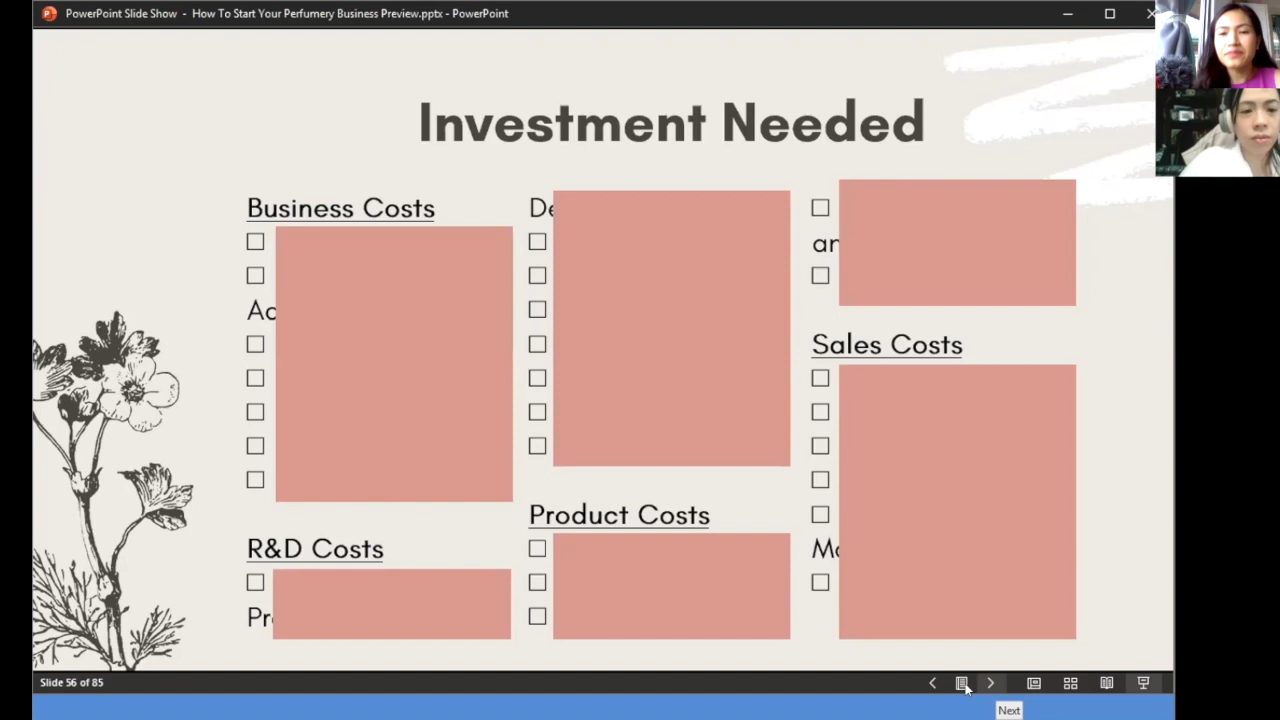 PowerPoint Slide Show - How To Start Your Perfumery Business Preview.pptx - PowerPoint
Investment Needed
Business Costs
R&D Costs
Product Costs
Sales Costs
Slide 56 of 85
Next